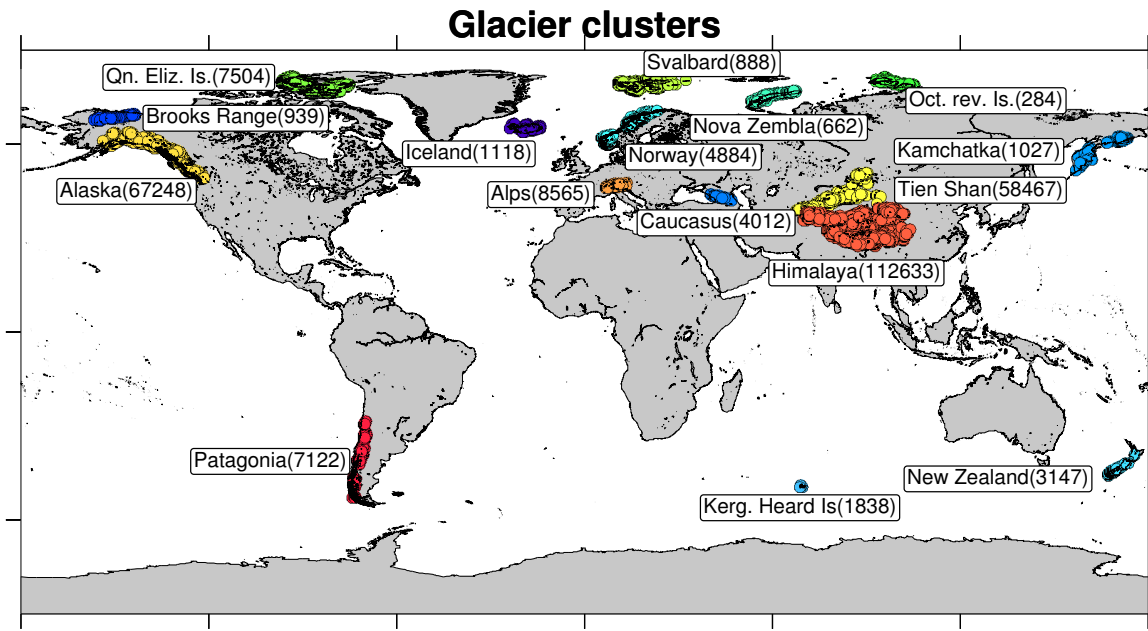 Glacier clusters
Svalbard(888)
Qn. Eliz. Is.(7504)
Oct. rev. Is.(284)
Brooks Range(939)
Nova Zembla(662)
Iceland(1118)
Norway(4884)
Kamchatka(1027)
Alaska(67248)
Alps(8565)
Tien Shan(58467)
Caucasus(4012)
Himalaya(112633)
Patagonia(7122)
New Zealand(3147)
Kerg. Heard Is(1838)